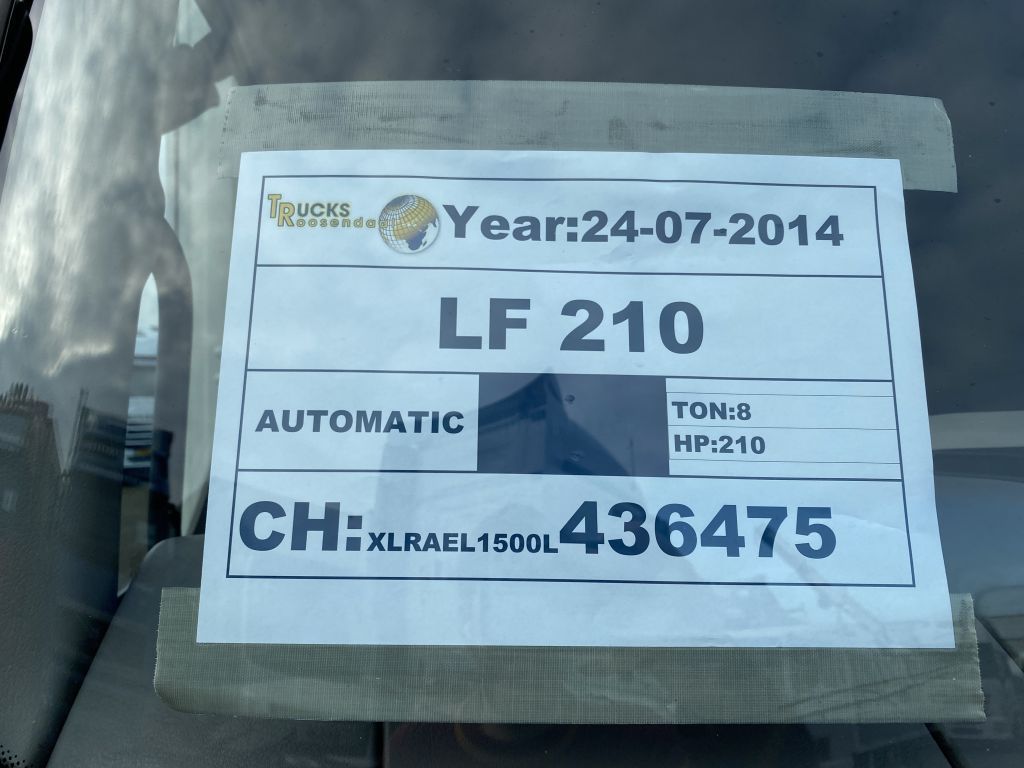 TRUCKS
Roosendaal
Year:24-07-2014
LF 210
AUTOMATIC
TON:8
HP:210
CH:XLRAEL1500L436475